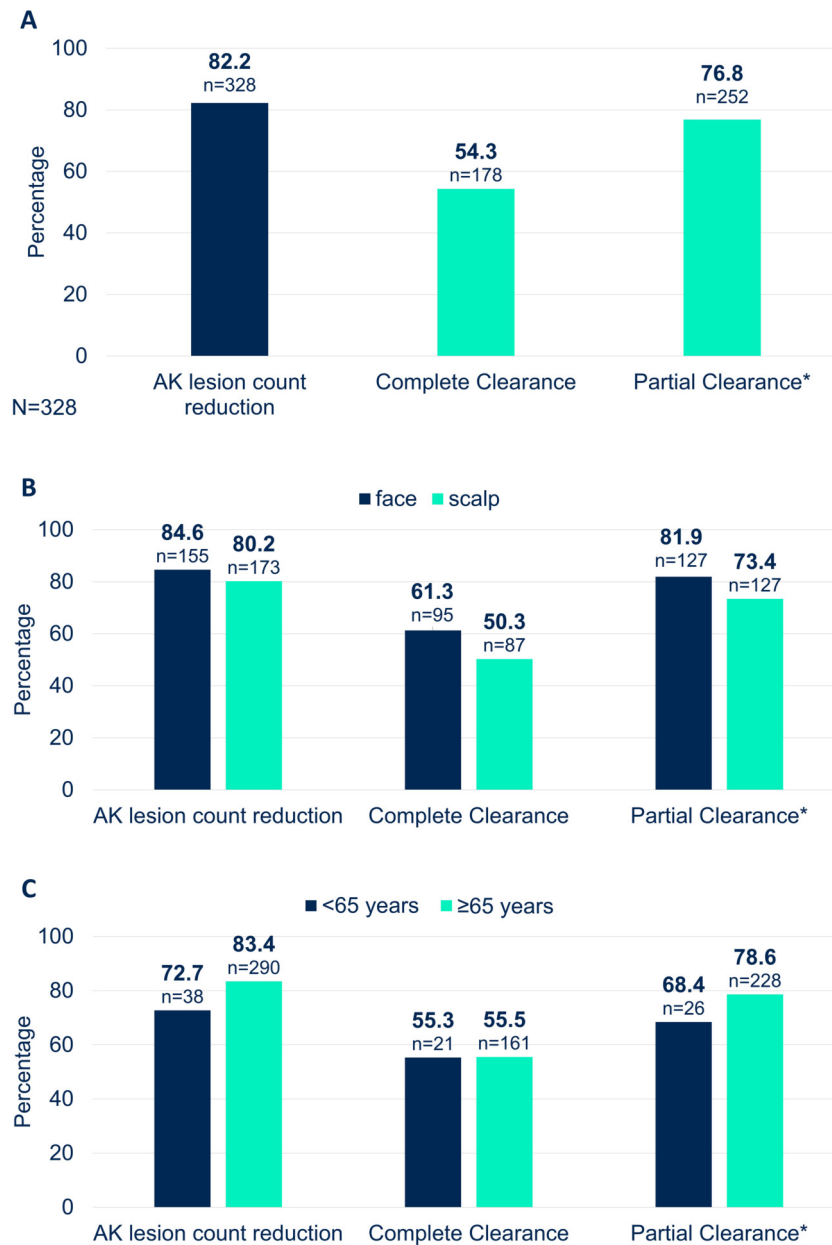 A
Percentage
100
80
60
40
20
0
82.2
n=328
54.3
n=178
76.8
n=252
AK lesion count
reduction
Complete Clearance
Partial Clearance*
N=328
B
face
scalp
Percentage
100
80
60
40
20
0
84.6
n=155
80.2
n=173
61.3
n=95
50.3
n=87
81.9
n=127
73.4
n=127
AK lesion count reduction
Complete Clearance
Partial Clearance*
C
<65 years
≥65 years
Percentage
100
80
60
40
20
0
72.7
n=38
83.4
n=290
55.3
n=21
55.5
n=161
68.4
n=26
78.6
n=228
AK lesion count reduction
Complete Clearance
Partial Clearance*